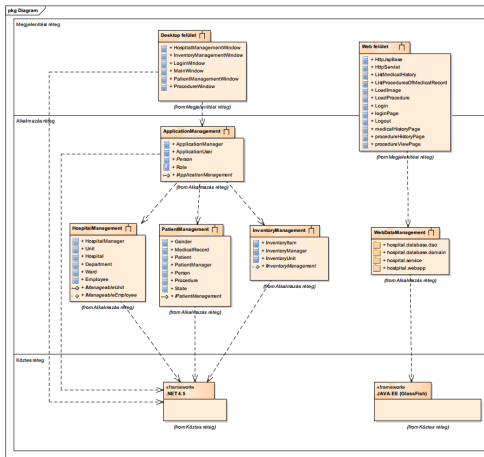 pkg Diagram
Megjelenítési réteg
Desktop felület
+ HospitalManagementWindow
+ InventoryManagementWindow
+ LoginWindow
+ MainWindow
+ PatientManagementWindow
+ ProcedureWindow
(from Megjelenítési réteg)
Web felület
+ HttpJspBase
+ HttpServlet
+ ListMedicalHistory
+ ListProceduresOfMedicalRecord
+ LoadImage
+ LoadProcedure
+ Login
+ loginPage
+ Logout
+ medicalHistoryPage
+ procedureHistoryPage
+ procedureViewPage
(from Megjelenítési réteg)
Alkalmazás réteg
ApplicationManagement
+ ApplicationManager
+ ApplicationUser
+ Person
+ Role
+ IApplicationManagement
(from Alkalmazás réteg)
HospitalManagement
+ HospitalManager
+ Unit
+ Hospital
+ Department
+ Ward
+ Employee
+ IManageableUnit
+ IManageableEmployee
(from Alkalmazás réteg)
PatientManagement
+ Gender
+ MedicalRecord
+ Patient
+ PatientManager
+ Person
+ Procedure
+ State
+ IPatientManagement
(from Alkalmazás réteg)
InventoryManagement
+ InventoryItem
+ InventoryManager
+ InventoryUnit
+ IInventoryManagement
(from Alkalmazás réteg)
WebDataManagement
+ hospital.database.dao
+ hospital.database.domain
+ hospital.service
+ hospital.webapp
(from Alkalmazás réteg)
Köztes réteg
«framework»
.NET 4.5
(from Köztes réteg)
«framework»
JAVA EE (GlassFish)
(from Köztes réteg)